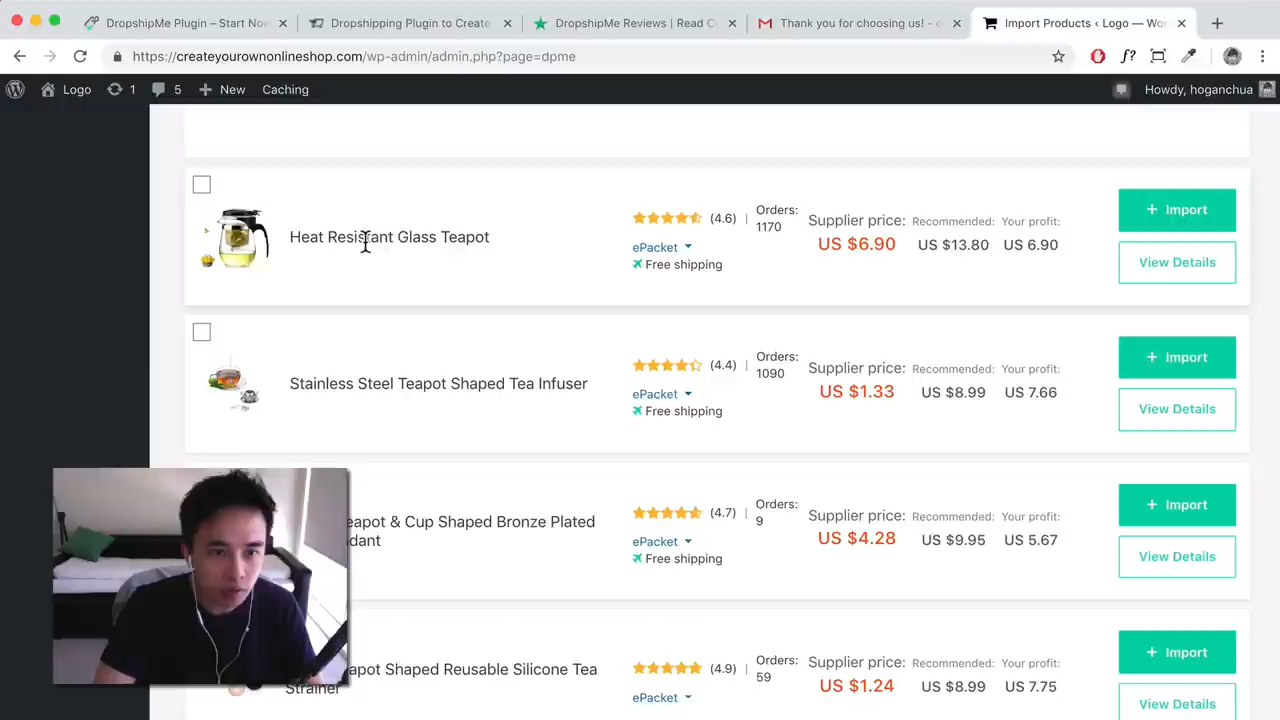 DropshipMe Plugin – Start Now
Dropshipping Plugin to Create
DropshipMe Reviews | Read C
Thank you for choosing us! -
Import Products ‹ Logo — Wor
https://createyourownonlineshop.com/wp-admin/admin.php?page=dpme
f?
Logo 1 5 + New Caching Howdy, hoganchua
Heat Resistant Glass Teapot
(4.6) | Orders: 1170
ePacket
Free shipping
Supplier price: US $6.90
Recommended: US $13.80
Your profit: US 6.90
+ Import
View Details
Stainless Steel Teapot Shaped Tea Infuser
(4.4) | Orders: 1090
ePacket
Free shipping
Supplier price: US $1.33
Recommended: US $8.99
Your profit: US 7.66
+ Import
View Details
eapot & Cup Shaped Bronze Plated
dant
(4.7) | Orders: 9
ePacket
Free shipping
Supplier price: US $4.28
Recommended: US $9.95
Your profit: US 5.67
+ Import
View Details
apot Shaped Reusable Silicone Tea
Strainer
(4.9) | Orders: 59
ePacket
Supplier price: US $1.24
Recommended: US $8.99
Your profit: US 7.75
+ Import
View Details